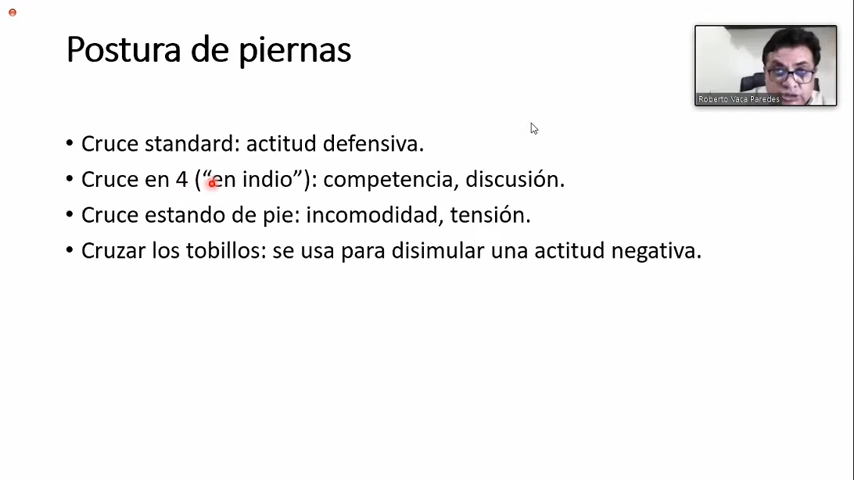 Postura de piernas
Roberto Vaca Paredes
• Cruce standard: actitud defensiva.
• Cruce en 4 (“en indio”): competencia, discusión.
• Cruce estando de pie: incomodidad, tensión.
• Cruzar los tobillos: se usa para disimular una actitud negativa.